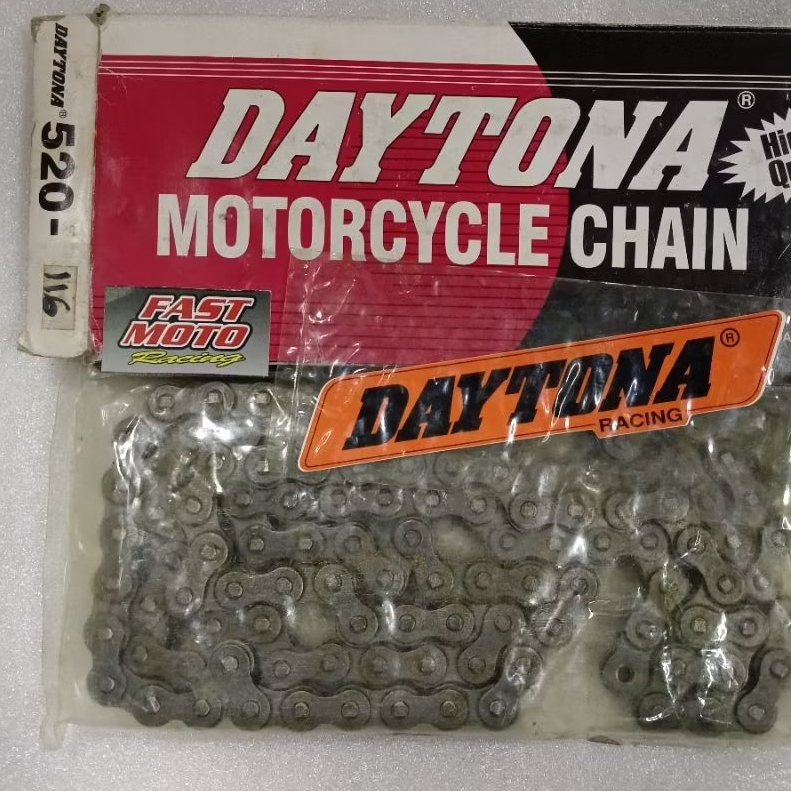 DAYTONA®
520-
116
DAYTONA®
MOTORCYCLE CHAIN
FAST
MOTO
Racing
DAYTONA®
RACING